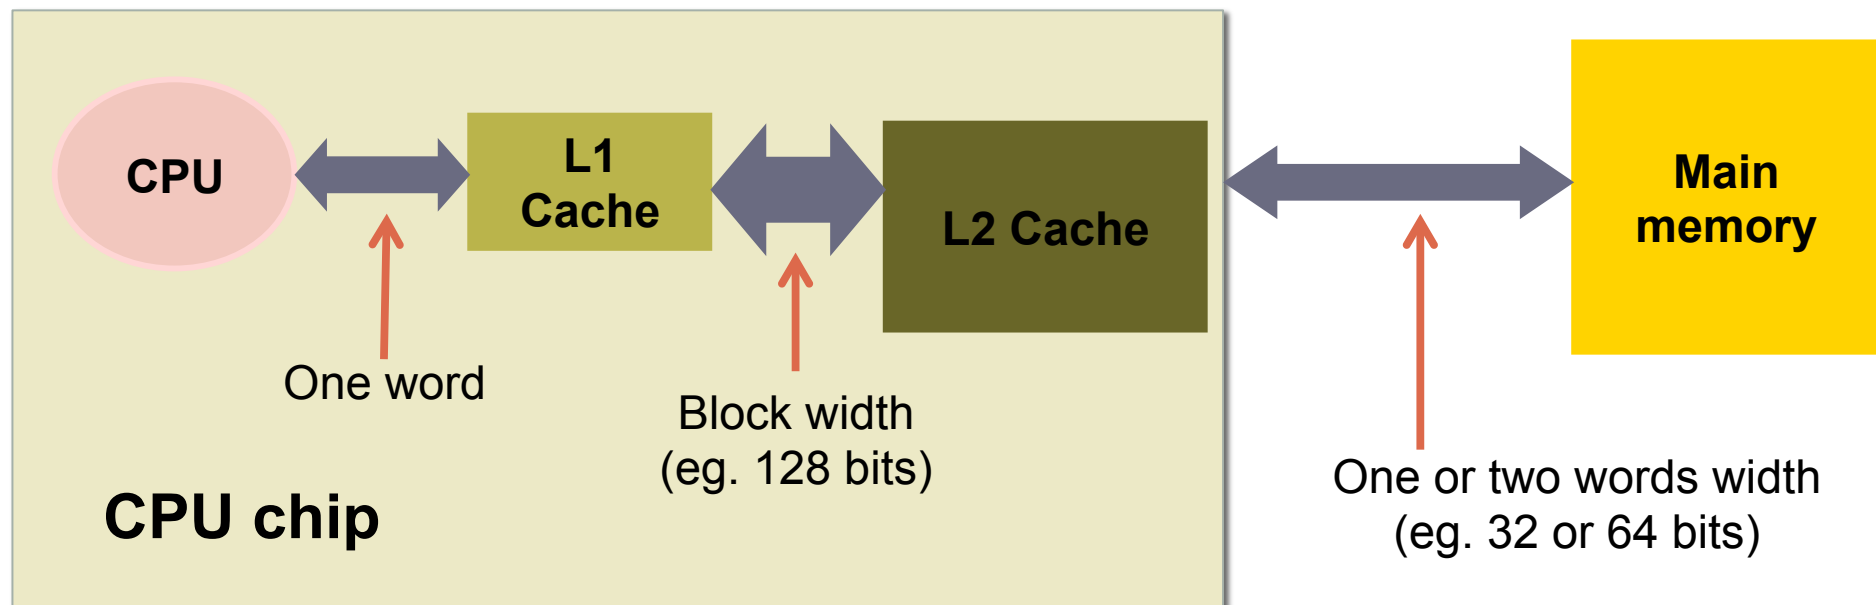 CPU
L1
Cache
L2 Cache
Main
memory
One word
Block width
(eg. 128 bits)
One or two words width
(eg. 32 or 64 bits)
CPU chip